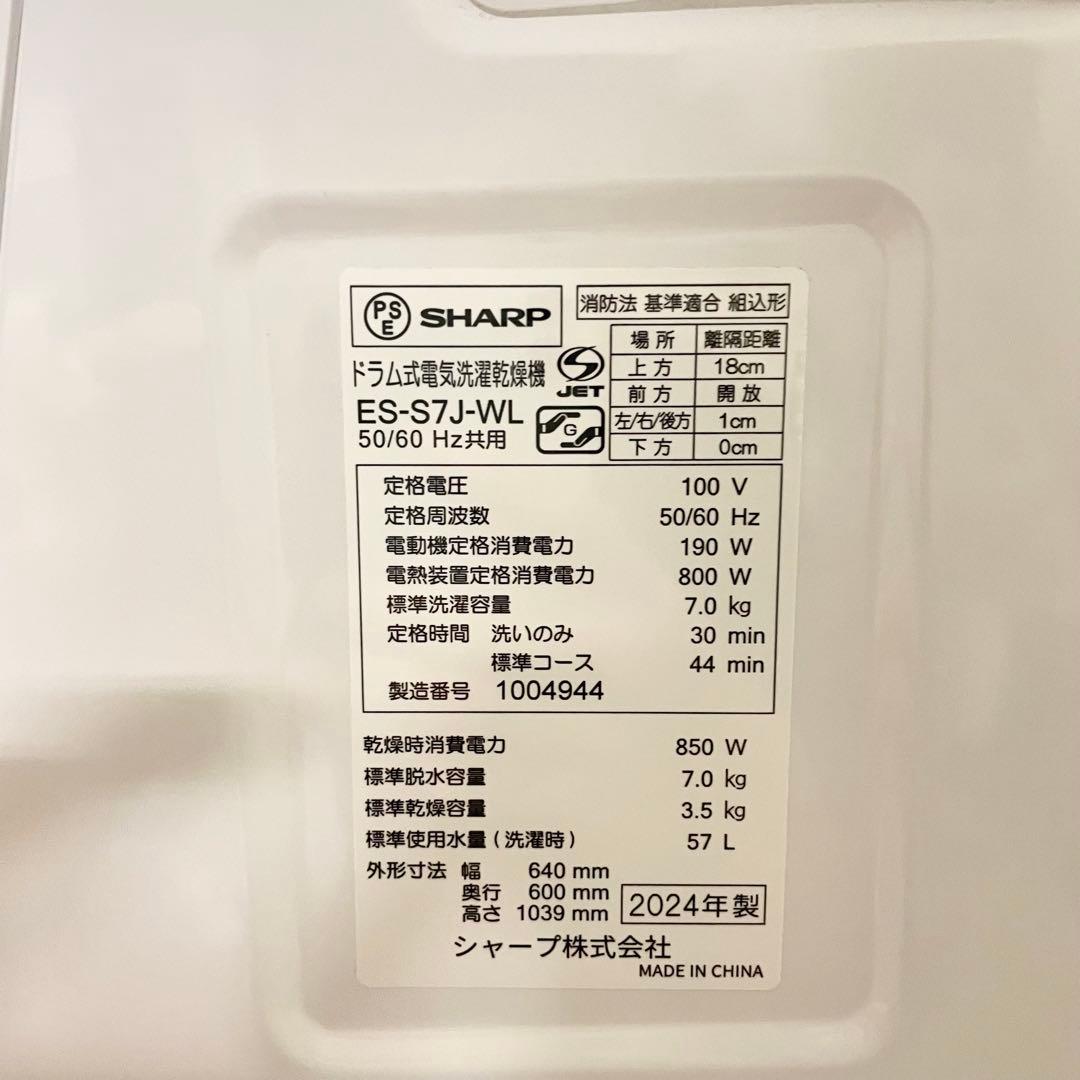 PSE SHARP
ドラム式電気洗濯乾燥機
JET
ES-S7J-WL
50/60 Hz共用
G
消防法 基準適合 組込形
場所 離隔距離
上方 18cm
前方 開放
左/右/後方 1cm
下方 0cm
定格電圧 100 V
定格周波数 50/60 Hz
電動機定格消費電力 190 W
電熱装置定格消費電力 800 W
標準洗濯容量 7.0 kg
定格時間 洗いのみ 30 min
標準コース 44 min
製造番号 1004944
乾燥時消費電力 850 W
標準脱水容量 7.0 kg
標準乾燥容量 3.5 kg
標準使用水量(洗濯時) 57 L
外形寸法 幅 640 mm
奥行 600 mm
高さ 1039 mm
2024年製
シャープ株式会社
MADE IN CHINA